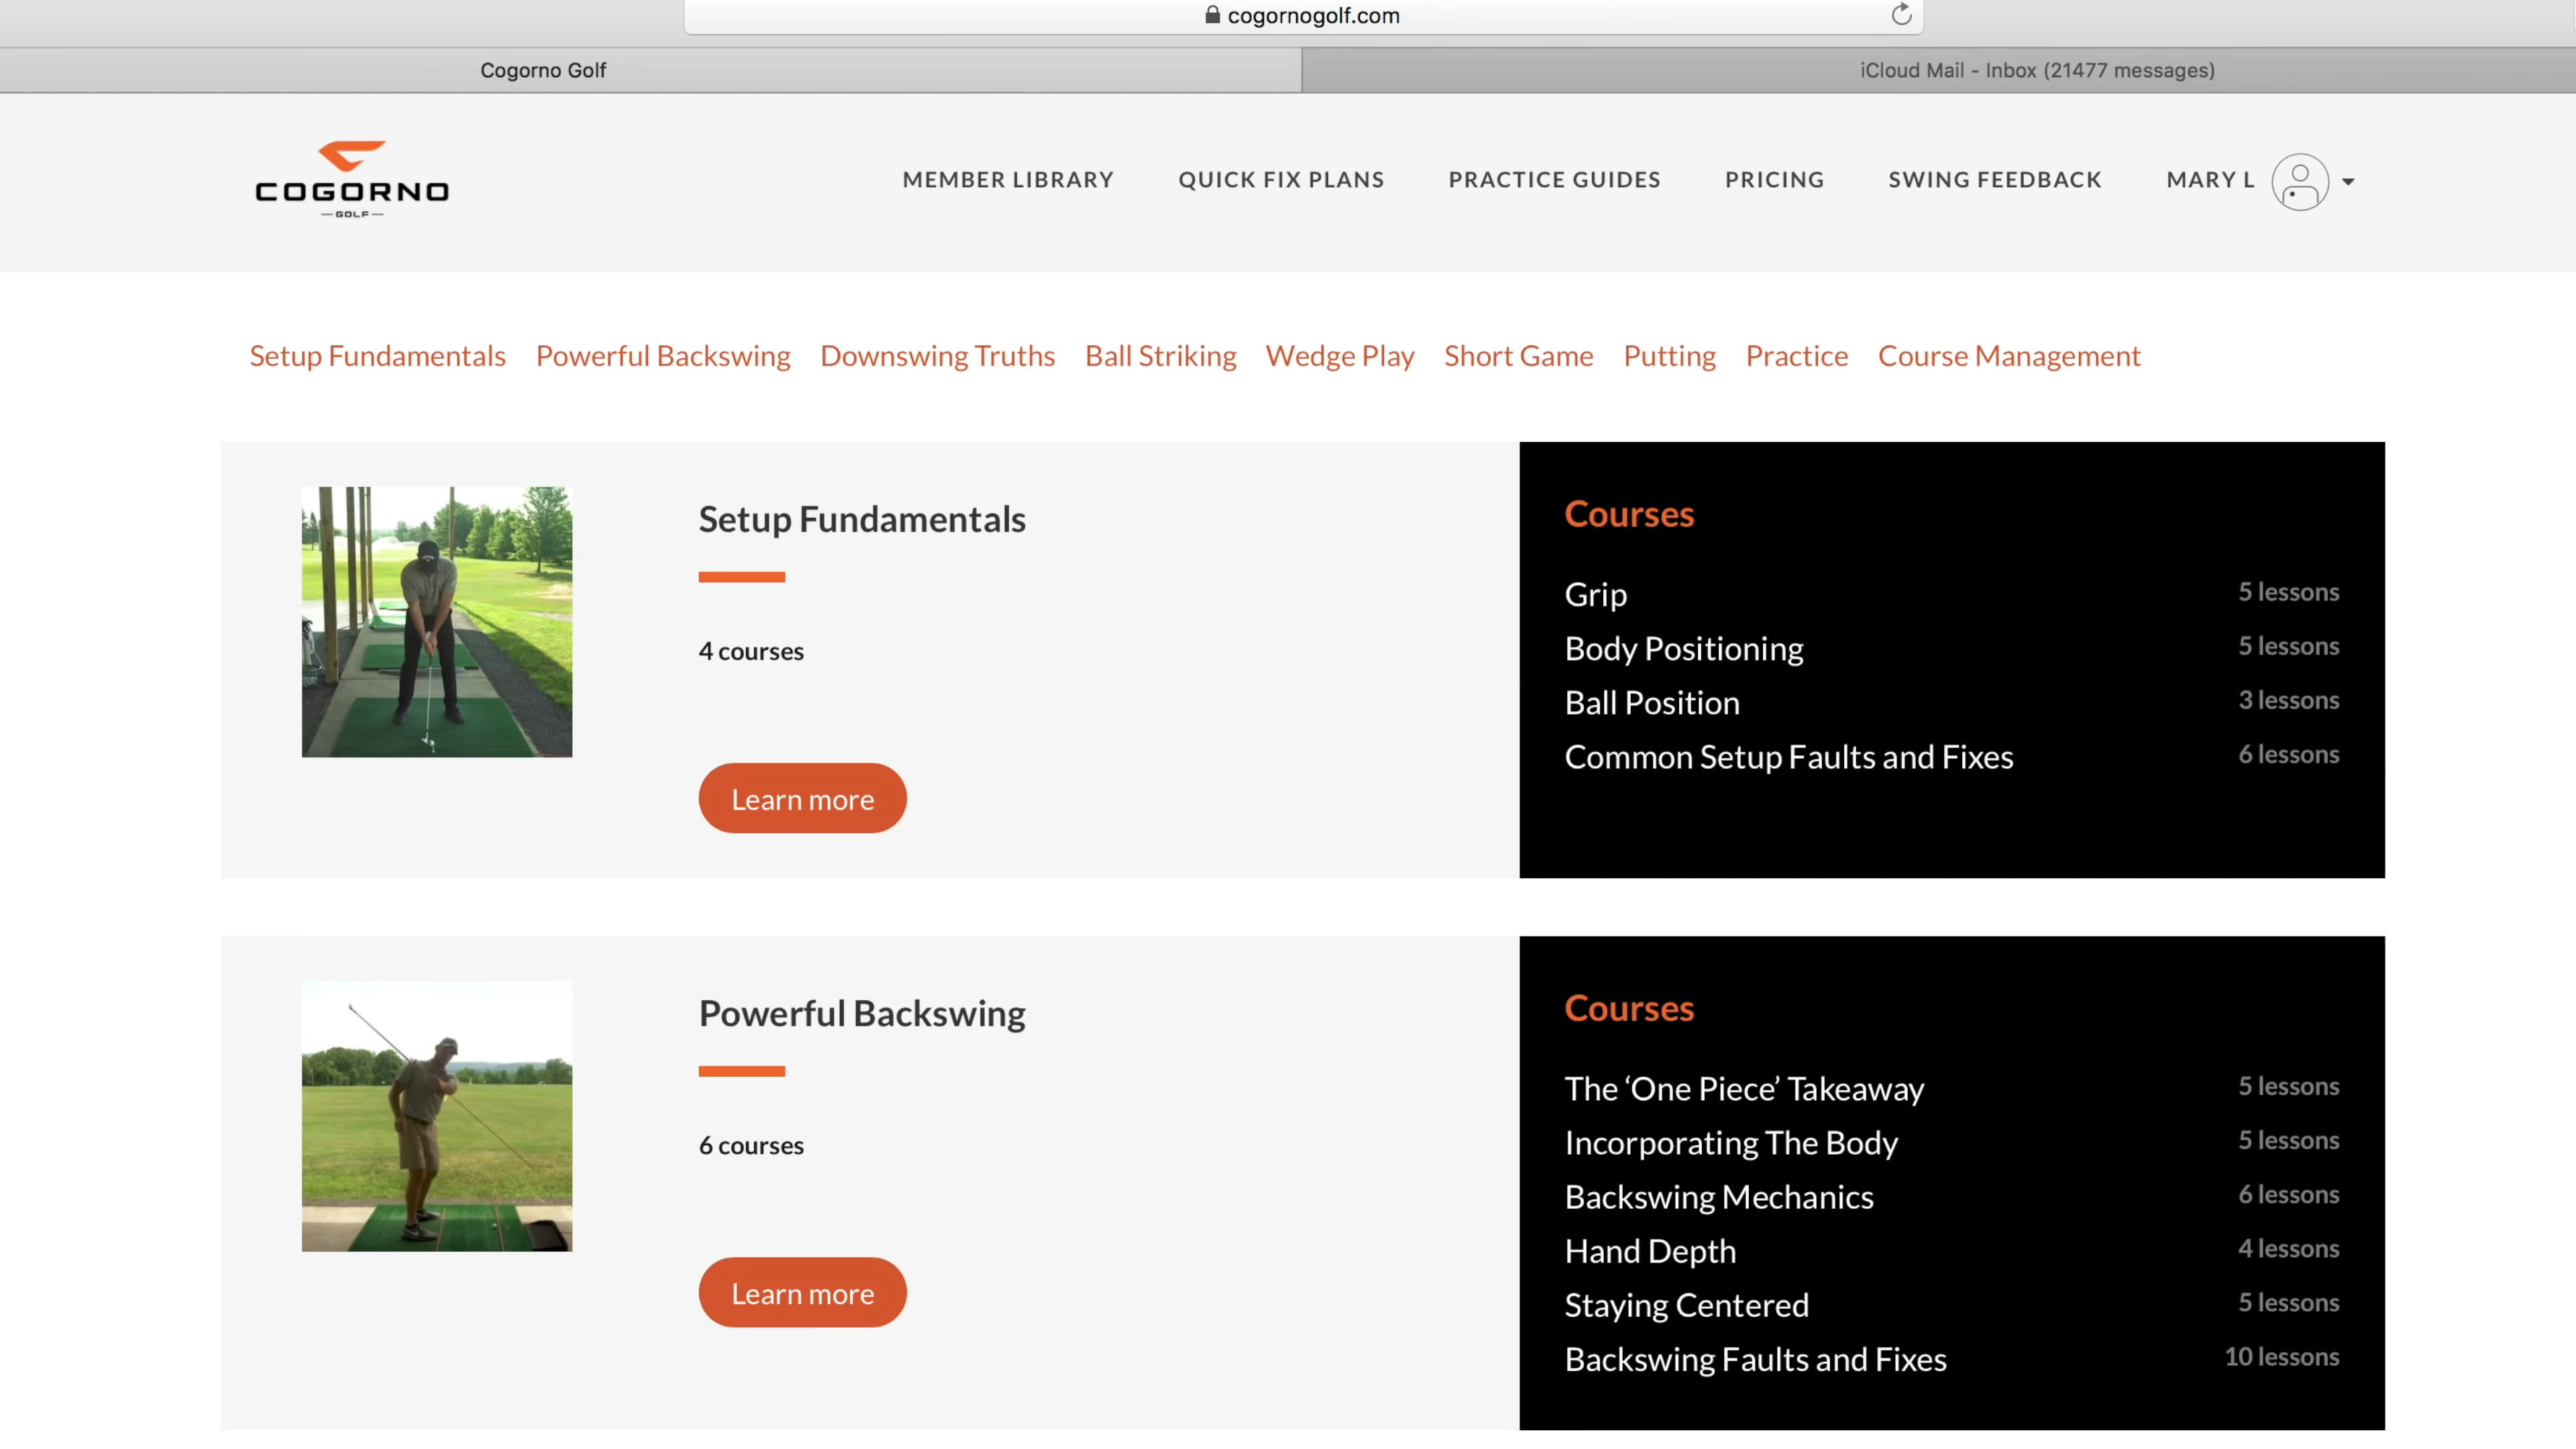 cogornogolf.com
Cogorno Golf
iCloud Mail - Inbox (21477 messages)
COGORNO
GOLF
MEMBER LIBRARY QUICK FIX PLANS PRACTICE GUIDES PRICING SWING FEEDBACK MARY L
Setup Fundamentals Powerful Backswing Downswing Truths Ball Striking Wedge Play Short Game Putting Practice Course Management
Setup Fundamentals
4 courses
Learn more
Courses
Grip 5 lessons
Body Positioning 5 lessons
Ball Position 3 lessons
Common Setup Faults and Fixes 6 lessons
Powerful Backswing
6 courses
Learn more
Courses
The ‘One Piece’ Takeaway 5 lessons
Incorporating The Body 5 lessons
Backswing Mechanics 6 lessons
Hand Depth 4 lessons
Staying Centered 5 lessons
Backswing Faults and Fixes 10 lessons